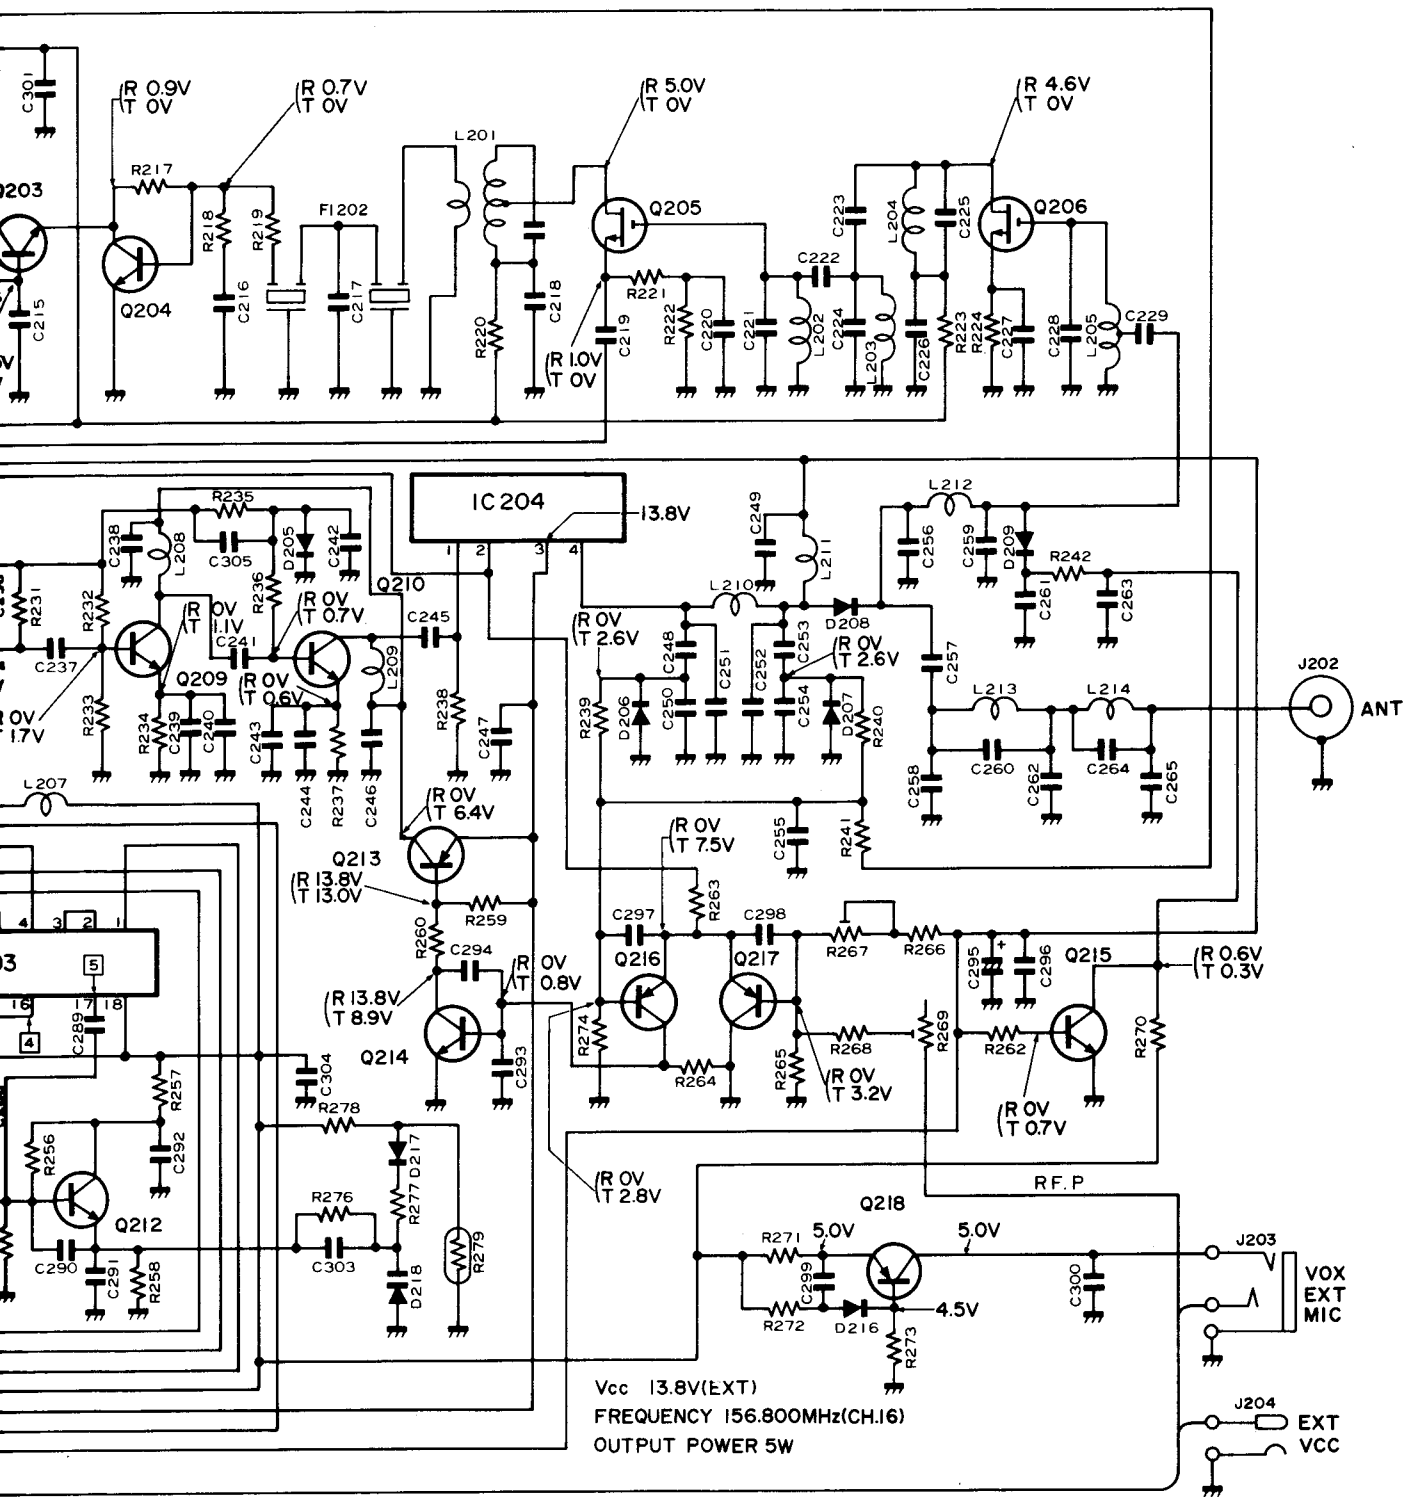 C301
(R 0.9V
(T 0V
(R 0.7V
(T 0V
(R 5.0V
(T 0V
(R 4.6V
(T 0V
L201
R217
Q203
R218
R219
FI202
Q205
C223
L204
C225
Q206
C215
Q204
C216
C217
C218
R220
R221
C222
C219
R222
C220
C221
L202
C224
L203
C226
R223
R224
C227
C228
L205
C229
(R 1.0V
(T 0V
IC204
13.8V
1 2 3 4
C238
L208
R235
C305
D205
C242
R236
Q210
C249
L211
L212
C256
C259
D209
R242
C261
C263
R231
R232
C237
(R 0V
(T 1.1V
C241
(R 0V
(T 0.7V
C245
L210
D208
(R 0V
(T 2.6V
C248
C251
C252
C253
(R 0V
(T 2.6V
C257
Q209
(R 0V
(T 0.6V
L209
R238
C247
R239
D206
C250
C254
D207
R240
L213
L214
J202
ANT
R 0V
T 1.7V
R233
R234
C239
C240
C243
C244
R237
C246
C258
C260
C262
C264
C265
L207
(R 0V
(T 6.4V
Q213
(R 0V
(T 7.5V
C255
R241
(R 13.8V
(T 13.0V
R259
R260
R263
C297
C298
R267
R266
C294
Q216
Q217
C295
+
C296
Q215
(R 0.6V
(T 0.3V
4 3 2 1
03
5
16 17 18
4
C289
(R 13.8V
(T 8.9V
(R 0V
(T 0.8V
Q214
C293
R274
R264
R265
R268
R269
R262
R270
(R 0V
(T 3.2V
(R 0V
(T 0.7V
R257
C304
R278
R256
C292
D217
R277
(R 0V
(T 2.8V
RF.P
Q212
R276
C303
R279
D218
C290
C291
R258
Q218
R271
5.0V
5.0V
C299
R272
D216
4.5V
R273
C300
J203
VOX
EXT
MIC
Vcc 13.8V(EXT)
FREQUENCY 156.800MHz(CH.16)
OUTPUT POWER 5W
J204
EXT
VCC